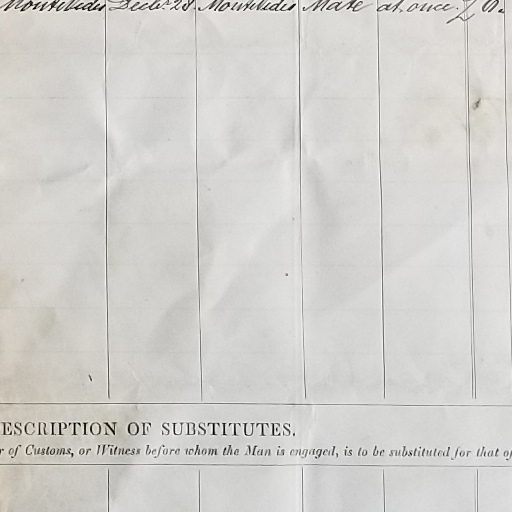 Montevideo Decbr. 28. Montevideo Mate at once. £
ESCRIPTION OF SUBSTITUTES.
r of Customs, or Witness before whom the Man is engaged, is to be substituted for that of